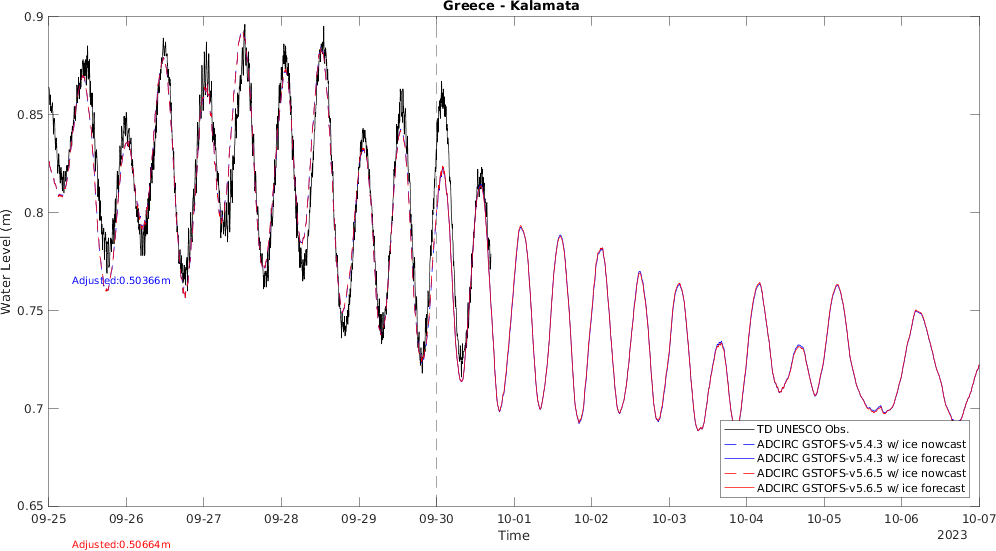 Greece - Kalamata
0.9
0.85
0.8
0.75
0.7
0.65
Water Level (m)
Adjusted:0.50366m
TD UNESCO Obs.
ADCIRC GSTOFS-v5.4.3 w/ ice nowcast
ADCIRC GSTOFS-v5.4.3 w/ ice forecast
ADCIRC GSTOFS-v5.6.5 w/ ice nowcast
ADCIRC GSTOFS-v5.6.5 w/ ice forecast
09-25 09-26 09-27 09-28 09-29 09-30 10-01 10-02 10-03 10-04 10-05 10-06 10-07
Time
2023
Adjusted:0.50664m